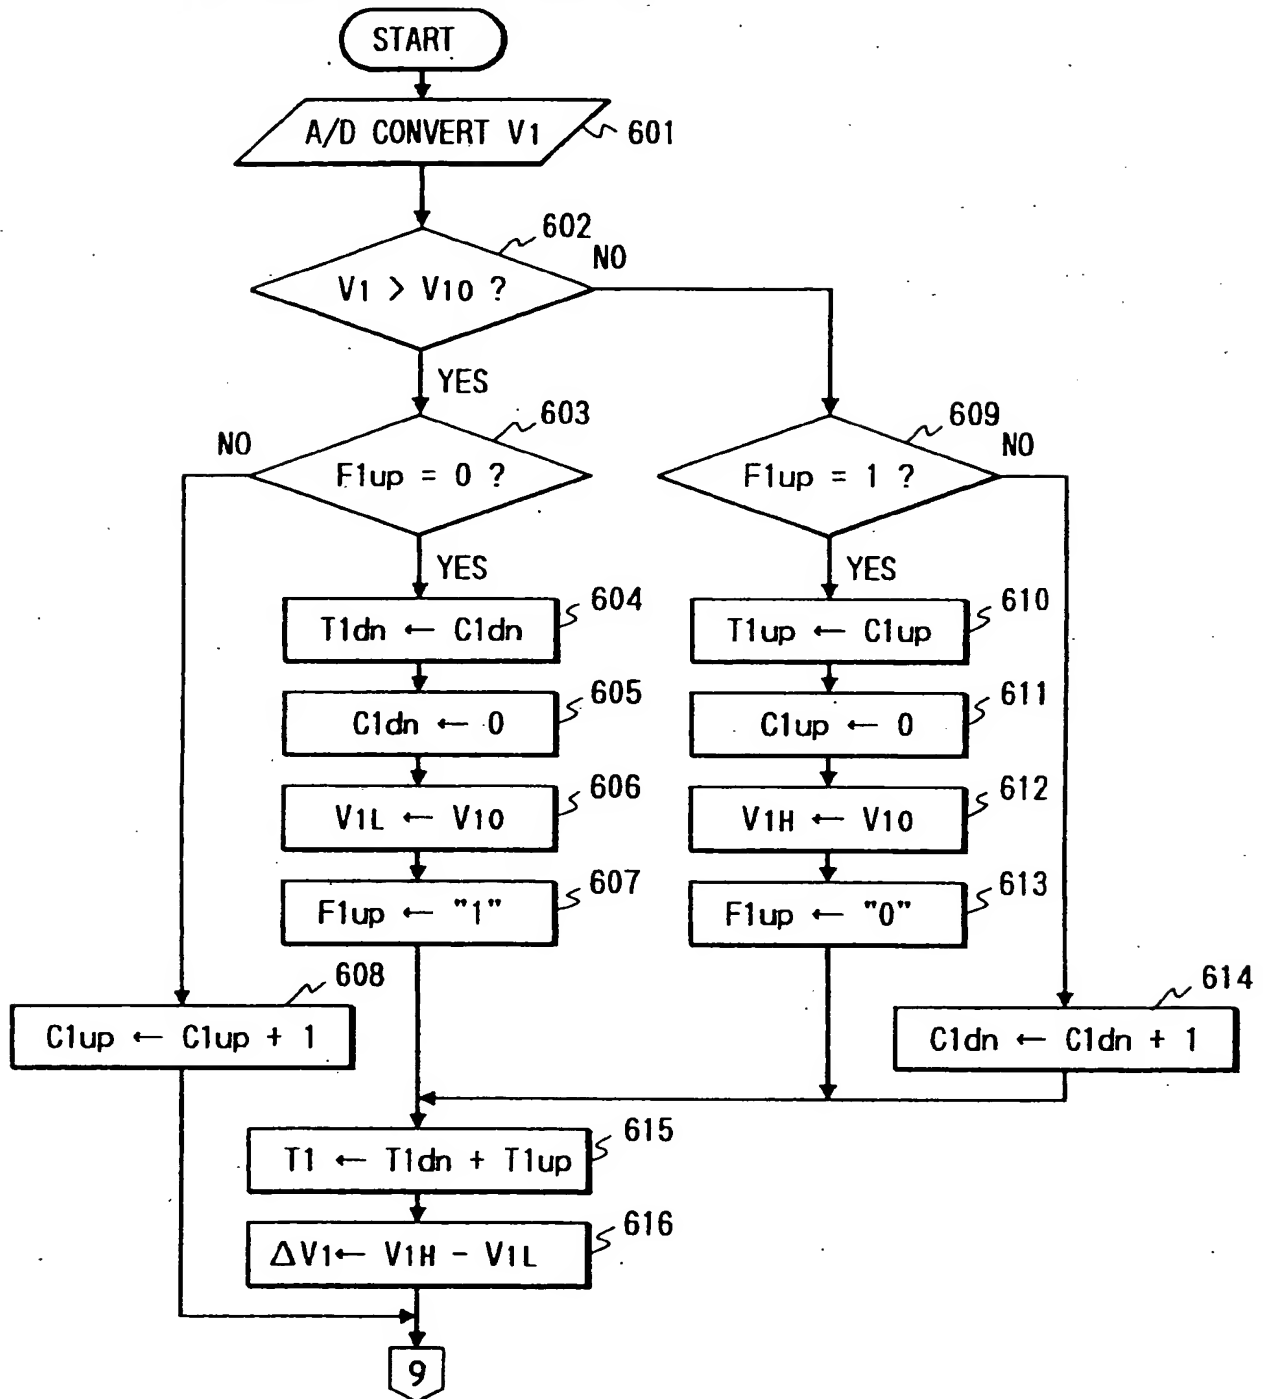 START
A/D CONVERT V1
601
602
V1 > V10 ?
NO
YES
603
NO
F1up = 0 ?
YES
609
NO
F1up = 1 ?
YES
604
T1dn ← C1dn
605
C1dn ← 0
606
V1L ← V10
607
F1up ← "1"
610
T1up ← C1up
611
C1up ← 0
612
V1H ← V10
613
F1up ← "0"
608
C1up ← C1up + 1
614
C1dn ← C1dn + 1
615
T1 ← T1dn + T1up
616
ΔV1← V1H - V1L
9